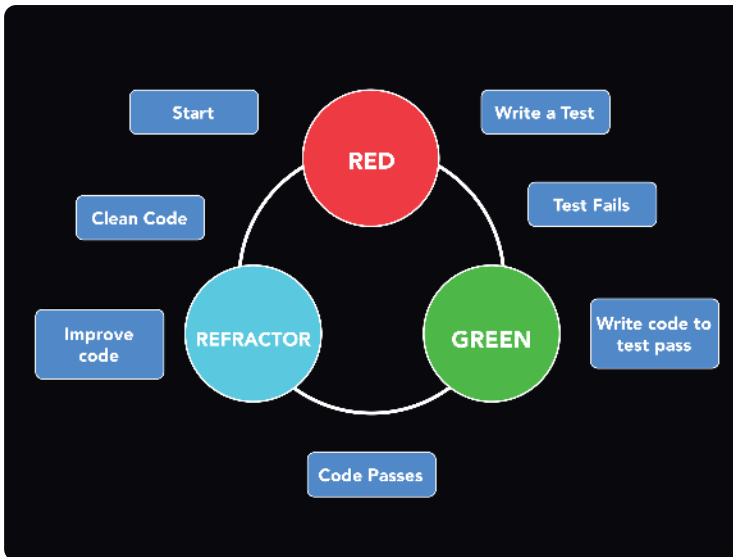 Start
Write a Test
RED
Clean Code
Test Fails
Improve
code
REFRACTOR
GREEN
Write code to
test pass
Code Passes